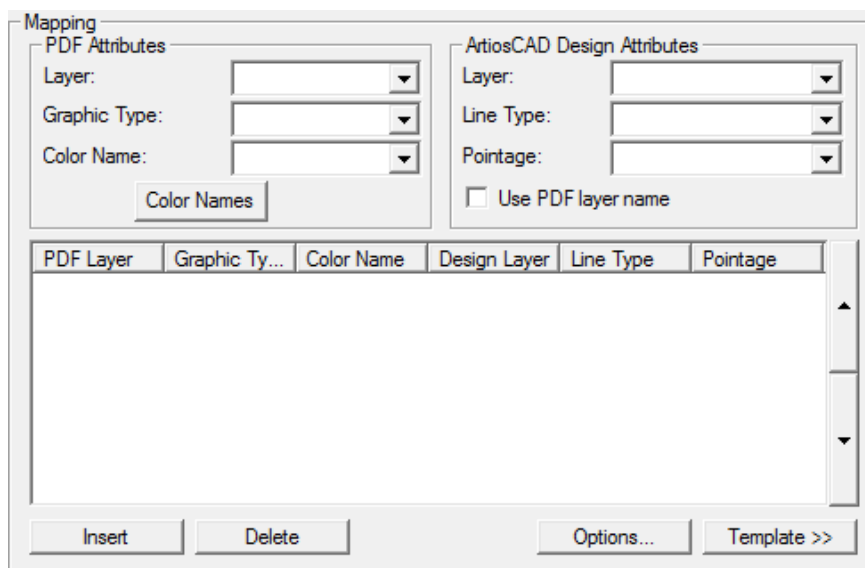 Mapping
PDF Attributes
Layer:
Graphic Type:
Color Name:
Color Names
ArtiosCAD Design Attributes
Layer:
Line Type:
Pointage:
Use PDF layer name
PDF Layer Graphic Ty... Color Name Design Layer Line Type Pointage
Insert Delete Options... Template >>